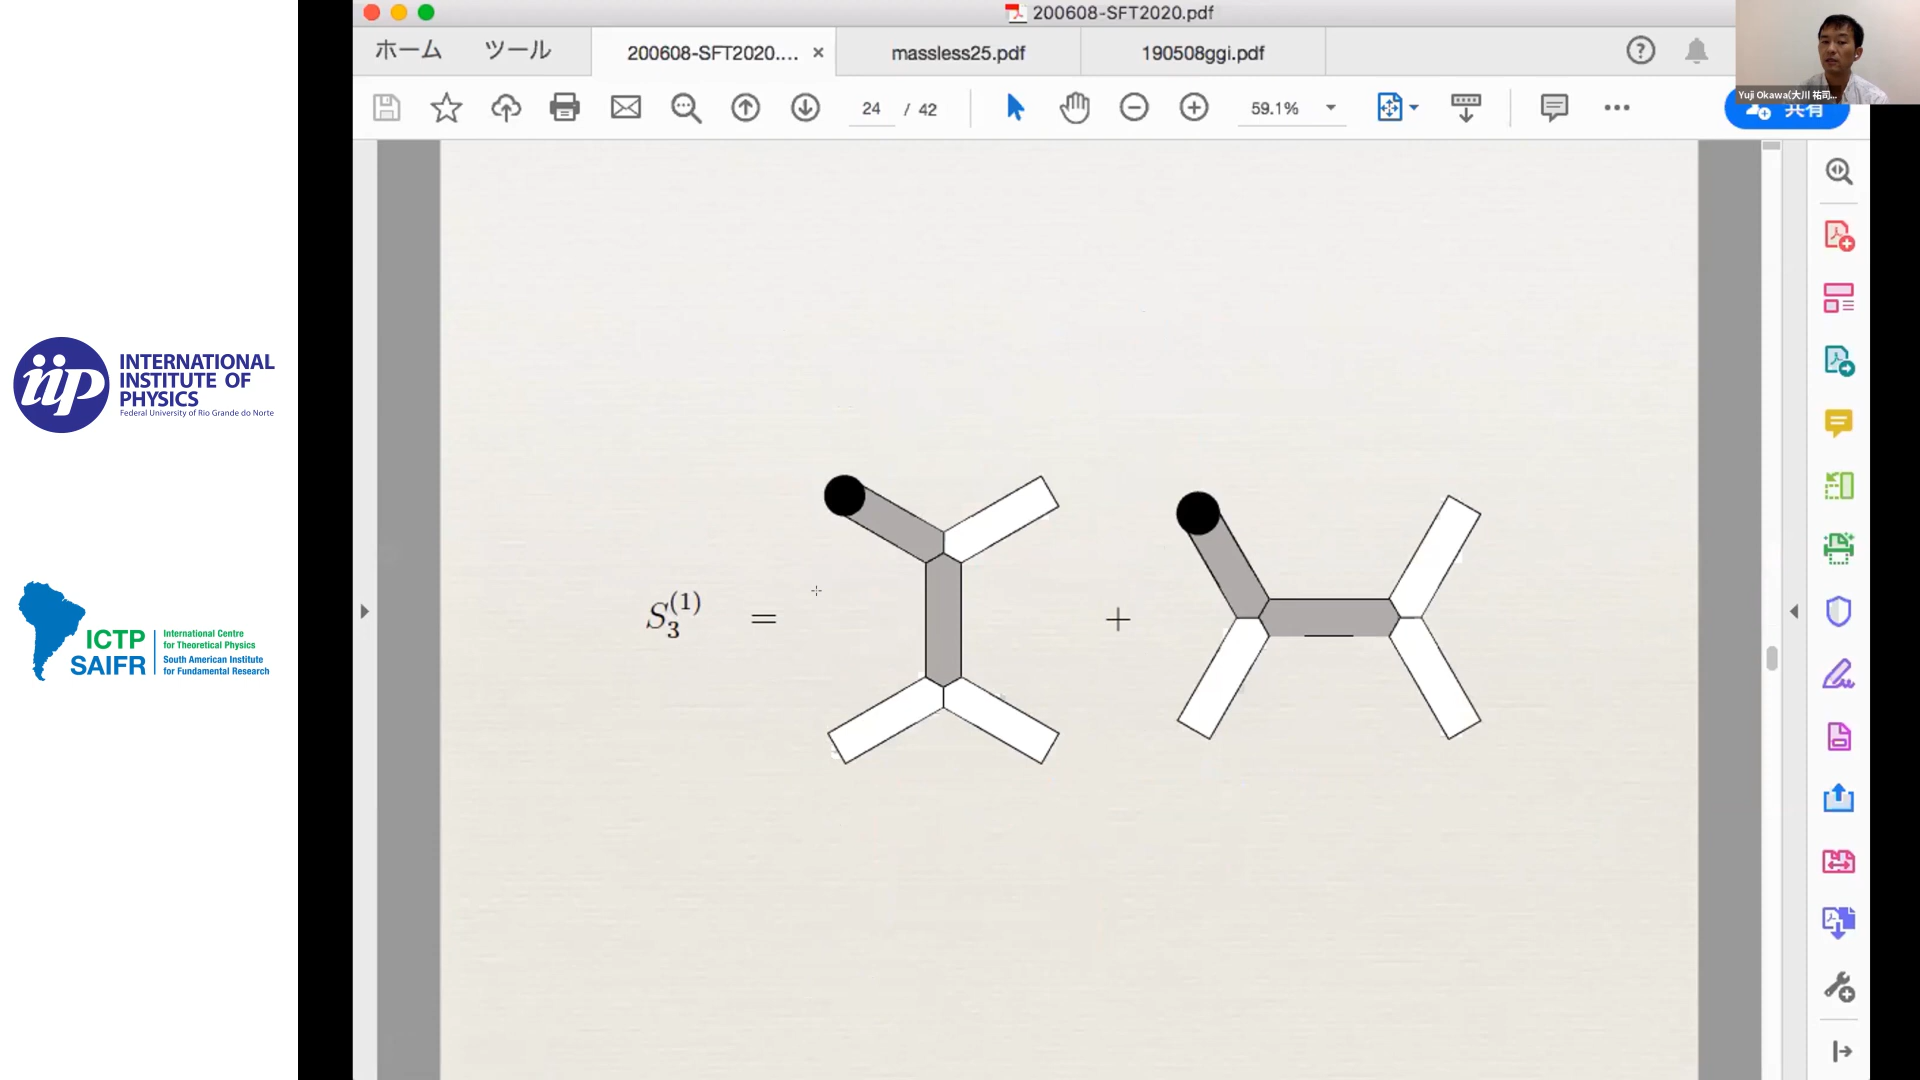 200608-SFT2020.pdf
ホーム ツール 200608-SFT2020.... × massless25.pdf 190508ggi.pdf
24 / 42 59.1% 共有
Yuji Okawa(大川 祐司...
iip INTERNATIONAL
INSTITUTE OF
PHYSICS
Federal University of Rio Grande do Norte
S_3^{(1)} = +
ICTP SAIFR
International Centre
for Theoretical Physics
South American Institute
for Fundamental Research